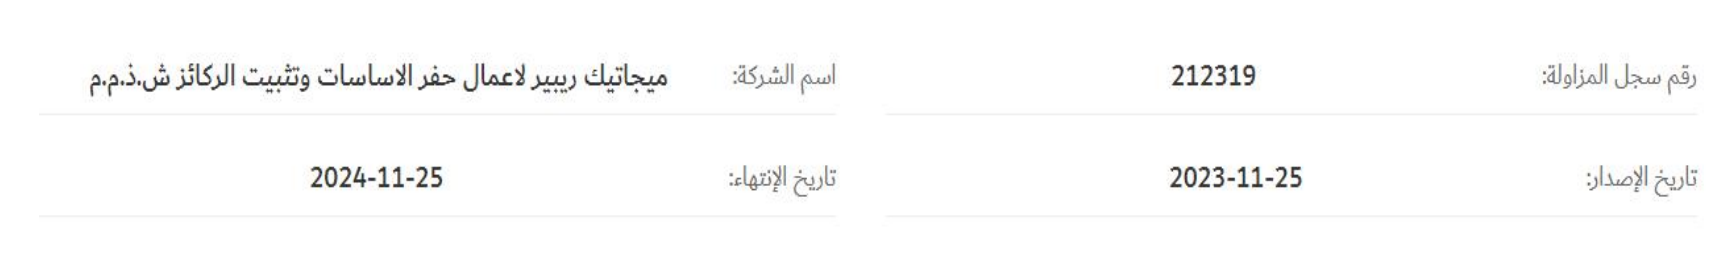 رقم سجل المزاولة: 212319
اسم الشركة: ميجاتيك ريبير لاعمال حفر الاساسات وتثبيت الركائز ش.ذ.م.م
تاريخ الإصدار: 2023-11-25
تاريخ الإنتهاء: 2024-11-25